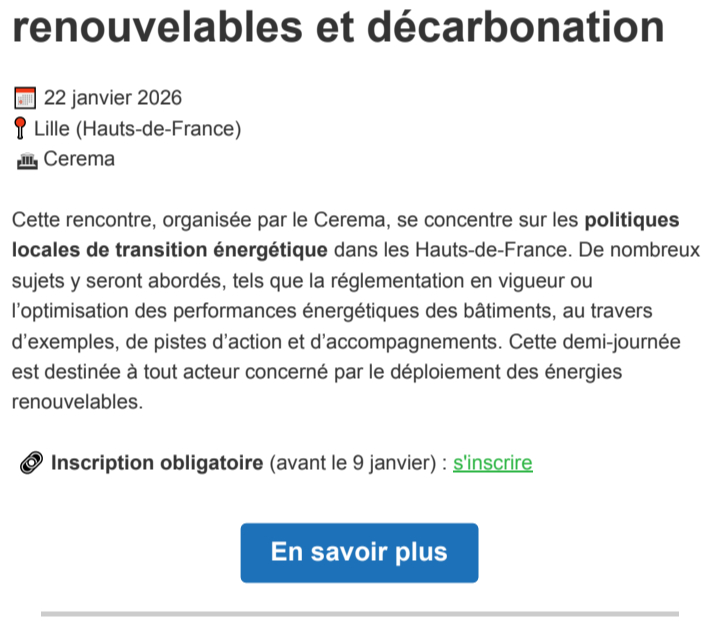 renouvelables et décarbonation
22 janvier 2026
Lille (Hauts-de-France)
Cerema
Cette rencontre, organisée par le Cerema, se concentre sur les politiques
locales de transition énergétique dans les Hauts-de-France. De nombreux
sujets y seront abordés, tels que la réglementation en vigueur ou
l’optimisation des performances énergétiques des bâtiments, au travers
d’exemples, de pistes d’action et d’accompagnements. Cette demi-journée
est destinée à tout acteur concerné par le déploiement des énergies
renouvelables.
Inscription obligatoire (avant le 9 janvier) : s'inscrire
En savoir plus